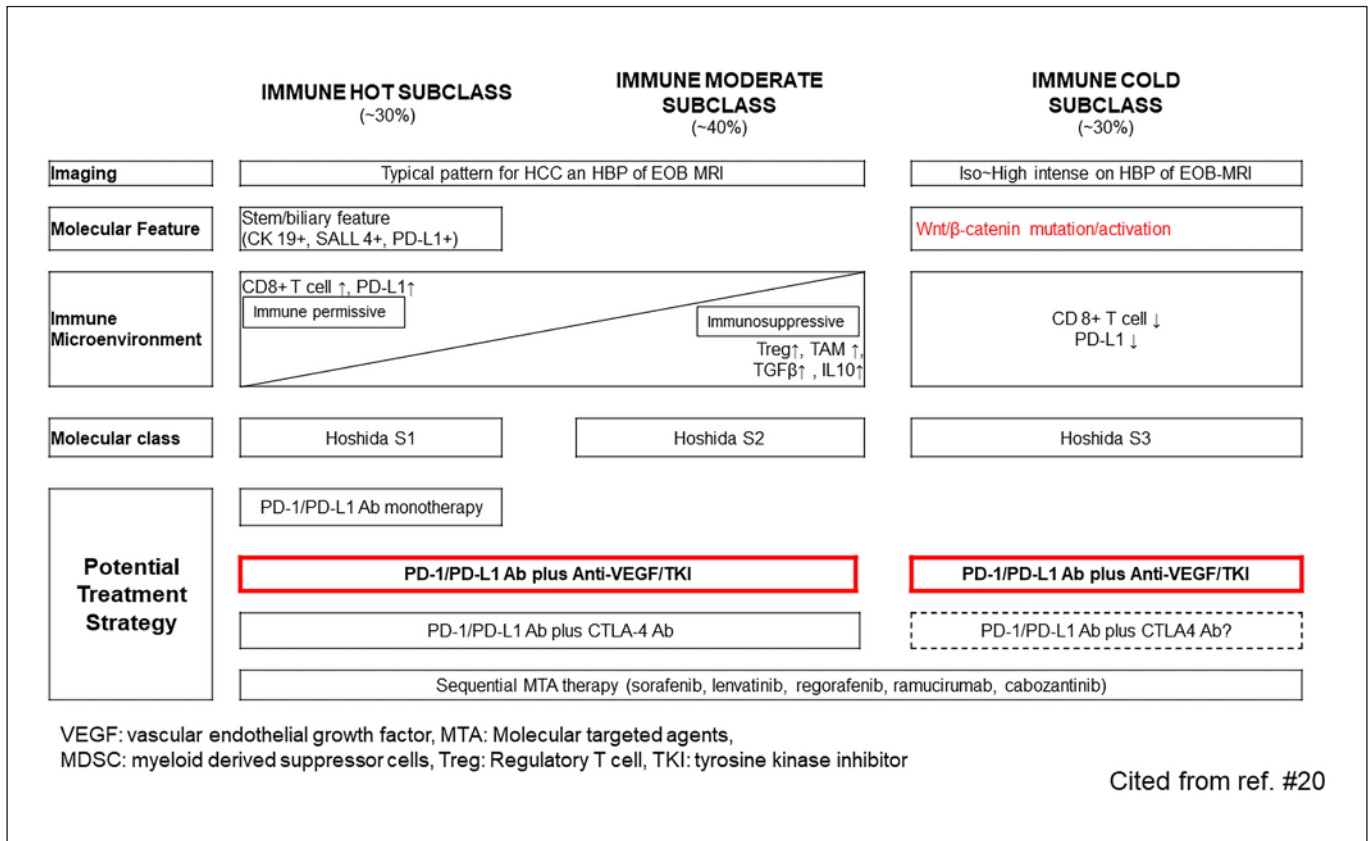 IMMUNE HOT SUBCLASS
(~30%)
IMMUNE MODERATE
SUBCLASS
(~40%)
IMMUNE COLD
SUBCLASS
(~30%)
Imaging
Typical pattern for HCC an HBP of EOB MRI
Iso~High intense on HBP of EOB-MRI
Molecular Feature
Stem/biliary feature
(CK 19+, SALL 4+, PD-L1+)
Wnt/β-catenin mutation/activation
Immune
Microenvironment
CD8+ T cell ↑, PD-L1↑
Immune permissive
Immunosuppressive
Treg↑, TAM ↑,
TGFβ↑ , IL10↑
CD 8+ T cell ↓
PD-L1 ↓
Molecular class
Hoshida S1
Hoshida S2
Hoshida S3
Potential
Treatment
Strategy
PD-1/PD-L1 Ab monotherapy
PD-1/PD-L1 Ab plus Anti-VEGF/TKI
PD-1/PD-L1 Ab plus Anti-VEGF/TKI
PD-1/PD-L1 Ab plus CTLA-4 Ab
PD-1/PD-L1 Ab plus CTLA4 Ab?
Sequential MTA therapy (sorafenib, lenvatinib, regorafenib, ramucirumab, cabozantinib)
VEGF: vascular endothelial growth factor, MTA: Molecular targeted agents,
MDSC: myeloid derived suppressor cells, Treg: Regulatory T cell, TKI: tyrosine kinase inhibitor
Cited from ref. #20